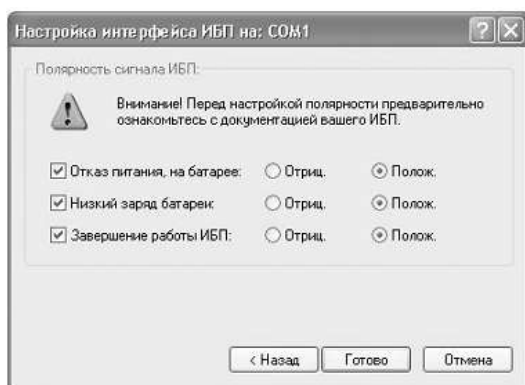 Настройка интерфейса ИБП на: COM1
Полярность сигнала ИБП:
Внимание! Перед настройкой полярности предварительно
ознакомьтесь с документацией вашего ИБП.
Отказ питания, на батарее: Отриц. Полож.
Низкий заряд батареи: Отриц. Полож.
Завершение работы ИБП: Отриц. Полож.
< Назад Готово Отмена